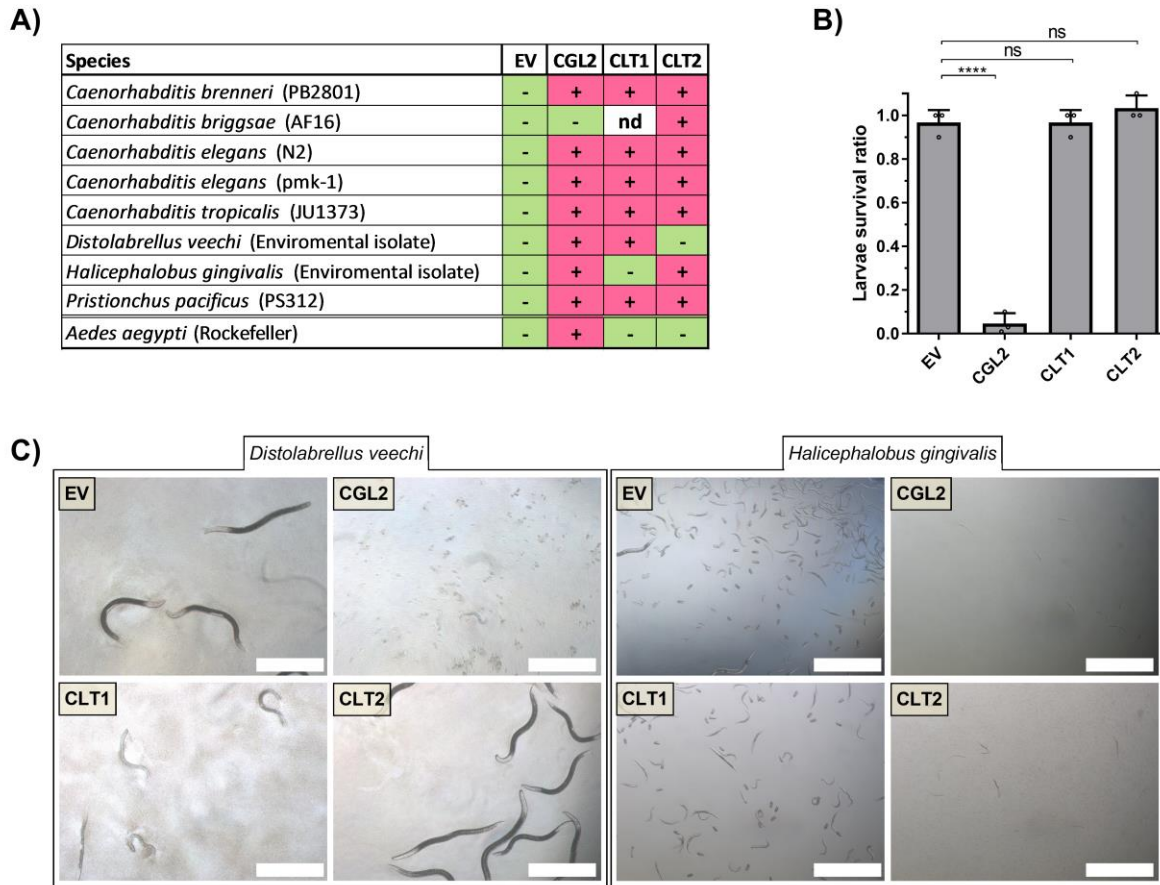 A)
Species EV CGL2 CLT1 CLT2
Caenorhabditis brenneri (PB2801) - + + +
Caenorhabditis briggsae (AF16) - - nd +
Caenorhabditis elegans (N2) - + + +
Caenorhabditis elegans (pmk-1) - + + +
Caenorhabditis tropicalis (JU1373) - + + +
Distolabrellus veechi (Enviromental isolate) - + + -
Halicephalobus gingivalis (Enviromental isolate) - + - +
Pristionchus pacificus (PS312) - + + +
Aedes aegypti (Rockefeller) - + - -
B)
ns
ns
****
Larvae survival ratio
1.0
0.8
0.6
0.4
0.2
0.0
EV CGL2 CLT1 CLT2
C)
Distolabrellus veechi
EV CGL2
CLT1 CLT2
Halicephalobus gingivalis
EV CGL2
CLT1 CLT2